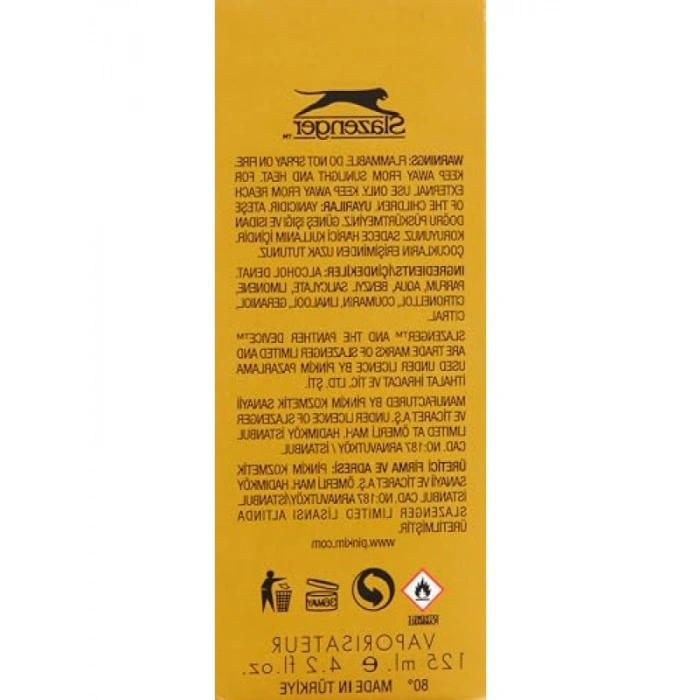 Slazenger™
WARNINGS: FLAMMABLE. DO NOT SPRAY ON FIRE.
KEEP AWAY FROM SUNLIGHT AND HEAT. FOR
EXTERNAL USE ONLY. KEEP AWAY FROM REACH
OF THE CHILDREN. UYARILAR: YANICIDIR. ATEŞE
DOĞRU PÜSKÜRTMEYİNİZ. GÜNEŞ IŞIĞI VE ISIDAN
KORUYUNUZ. SADECE HARİCİ KULLANIM İÇİNDİR.
ÇOCUKLARIN ERİŞİMİNDEN UZAK TUTUNUZ.
INGREDIENTS/İÇİNDEKİLER: ALCOHOL DENAT.
PARFUM, AQUA, BENZYL SALICYLATE, LIMONENE,
CITRONELLOL, COUMARIN, LINALOOL, GERANIOL,
CITRAL
SLAZENGER™ AND THE PANTHER DEVICE™
ARE TRADE MARKS OF SLAZENGER LIMITED AND
USED UNDER LICENCE BY PINKİM PAZARLAMA
İTHALAT İHRACAT VE TİC. LTD. ŞTİ.
MANUFACTURED BY PINKİM KOZMETİK SANAYİİ
VE TİCARET A.Ş. UNDER LICENCE OF SLAZENGER
LIMITED AT ÖMERLİ MAH. HADIMKÖY İSTANBUL
CAD. NO:187 ARNAVUTKÖY / İSTANBUL
ÜRETİCİ FİRMA VE ADRESİ: PINKİM KOZMETİK
SANAYİİ VE TİCARET A.Ş. ÖMERLİ MAH. HADIMKÖY
İSTANBUL CAD. NO:187 ARNAVUTKÖY/İSTANBUL
SLAZENGER LIMITED LİSANSI ALTINDA
ÜRETİLMİŞTİR.
www.pinkim.com
36M
VAPORISATEUR
125 ml. e 4.2 fl.oz.
80° MADE IN TÜRKİYE